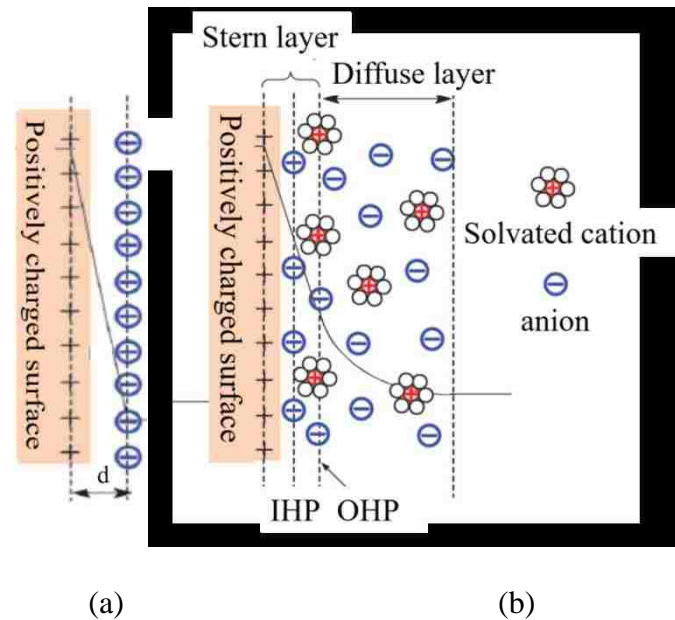 Stern layer
Diffuse layer
Positively charged surface
Positively charged surface
Solvated cation
anion
d
IHP OHP
(a)
(b)